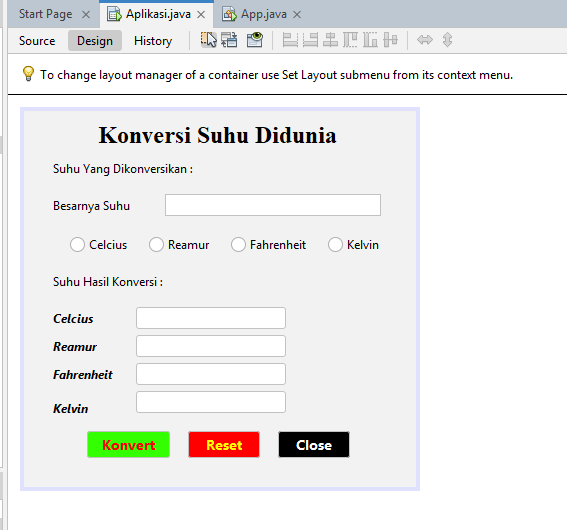 Start Page Aplikasi.java App.java
Source Design History
To change layout manager of a container use Set Layout submenu from its context menu.
Konversi Suhu Didunia
Suhu Yang Dikonversikan :
Besarnya Suhu
Celcius Reamur Fahrenheit Kelvin
Suhu Hasil Konversi :
Celcius
Reamur
Fahrenheit
Kelvin
Konvert Reset Close